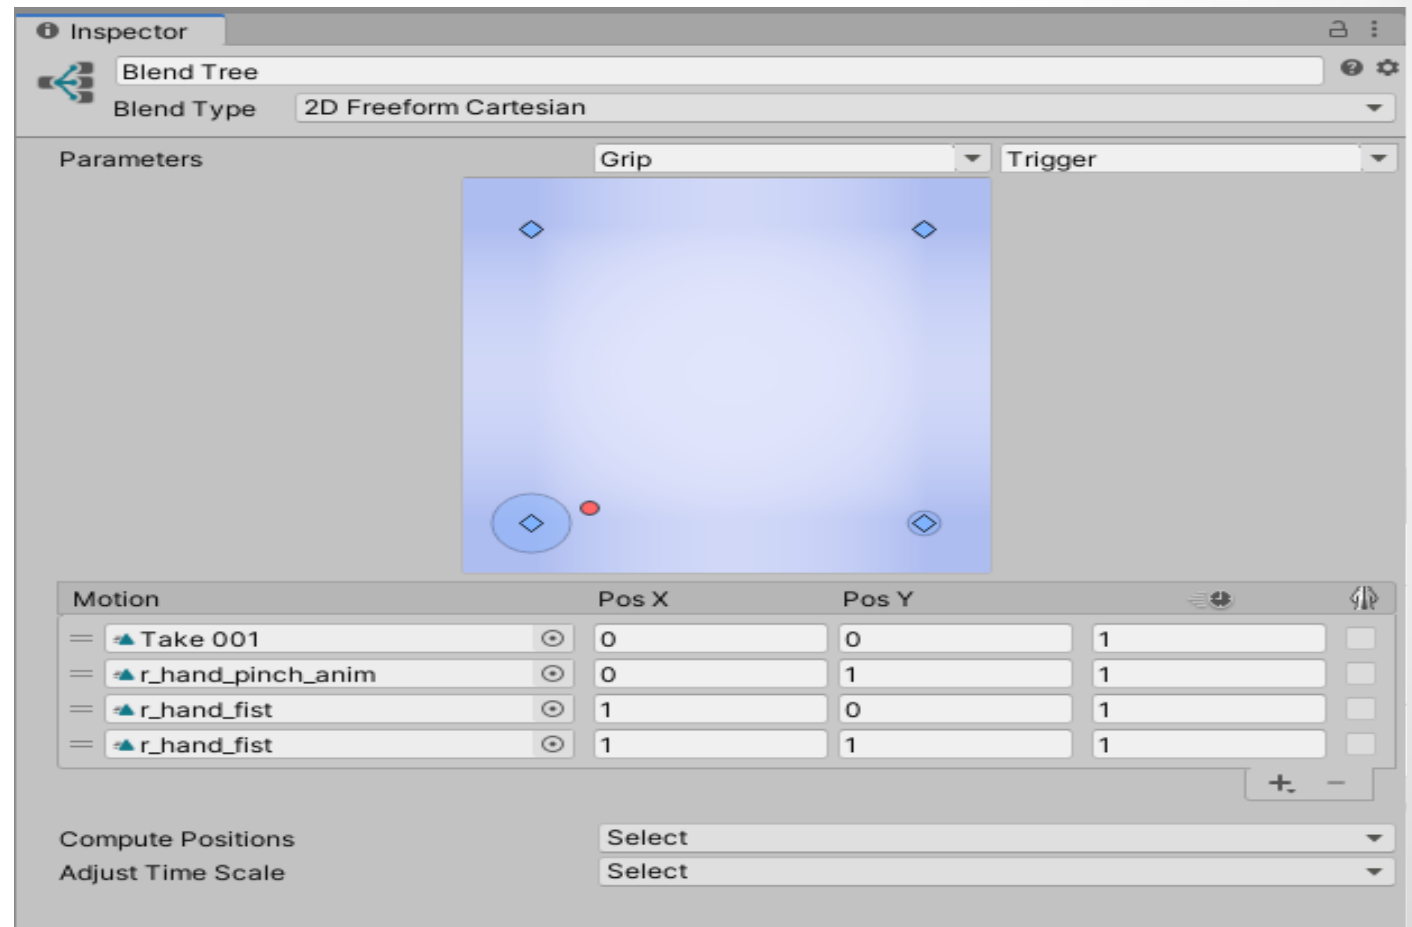 Inspector
Blend Tree
Blend Type 2D Freeform Cartesian
Parameters Grip Trigger
Motion Pos X Pos Y
Take 001 0 0 1
r_hand_pinch_anim 0 1 1
r_hand_fist 1 0 1
r_hand_fist 1 1 1
Compute Positions Select
Adjust Time Scale Select